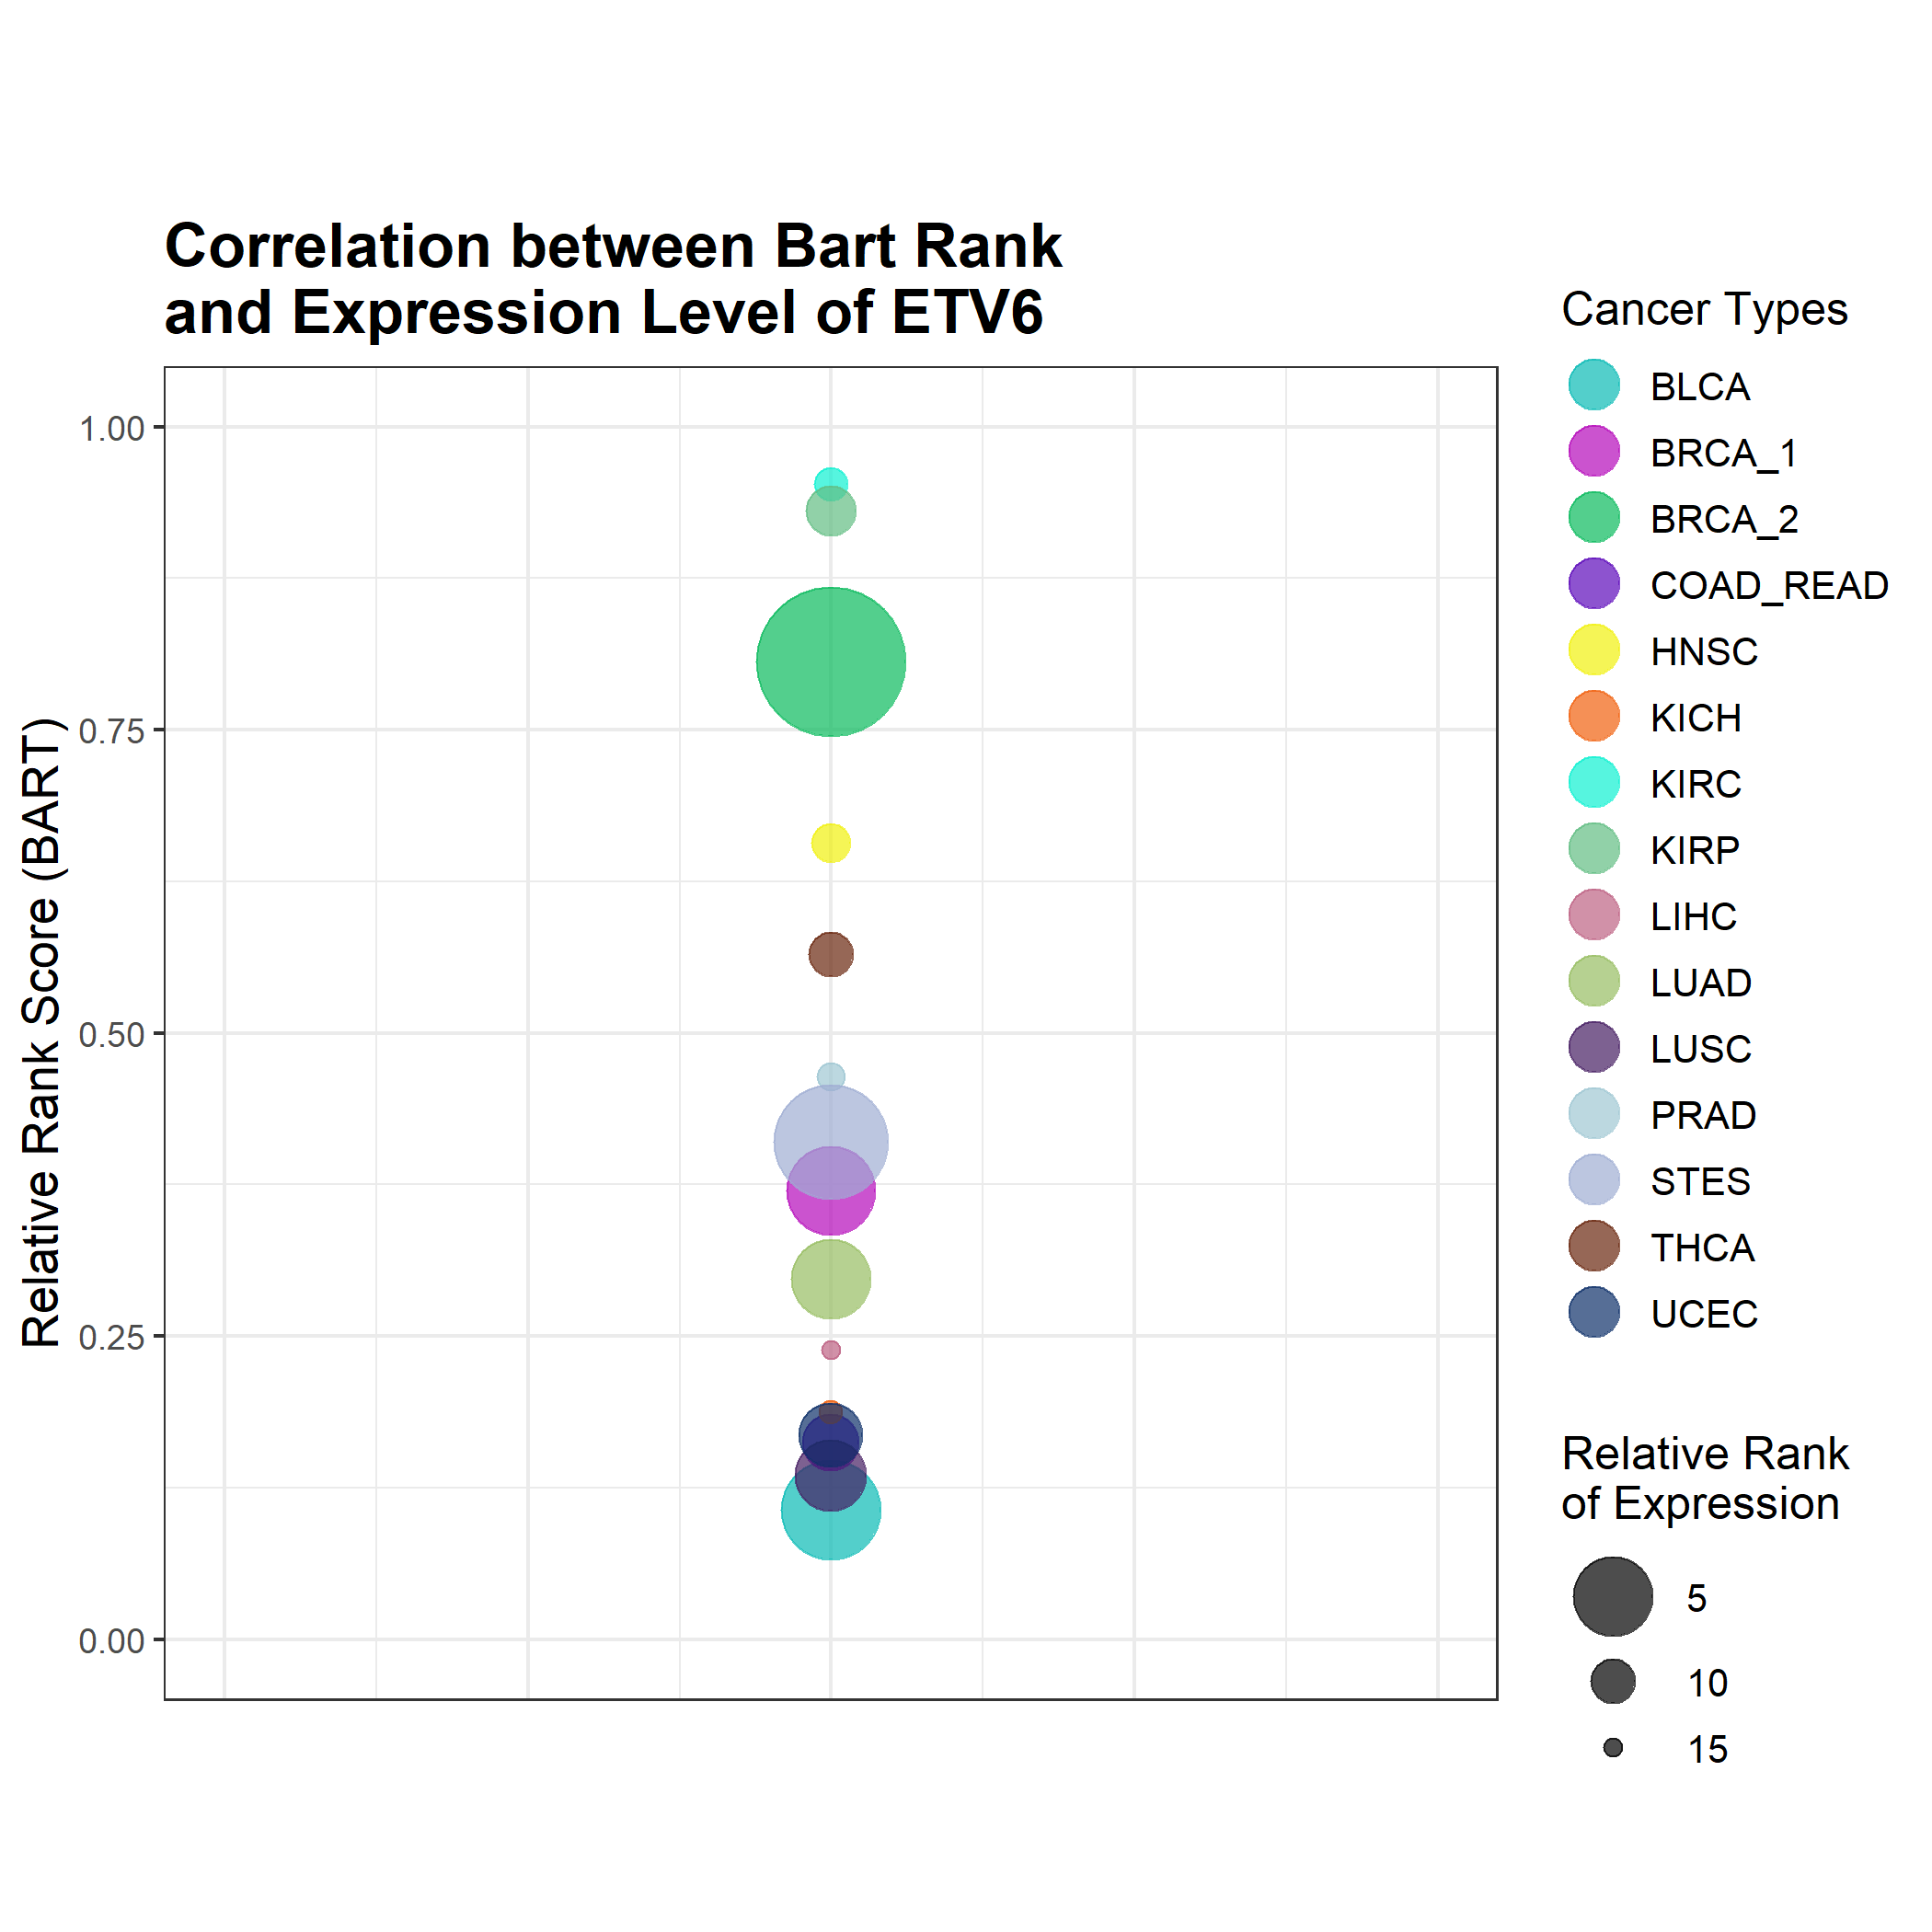 Correlation between Bart Rank
and Expression Level of ETV6
Relative Rank Score (BART)
1.00
0.75
0.50
0.25
0.00
Cancer Types
BLCA
BRCA_1
BRCA_2
COAD_READ
HNSC
KICH
KIRC
KIRP
LIHC
LUAD
LUSC
PRAD
STES
THCA
UCEC
Relative Rank
of Expression
5
10
15